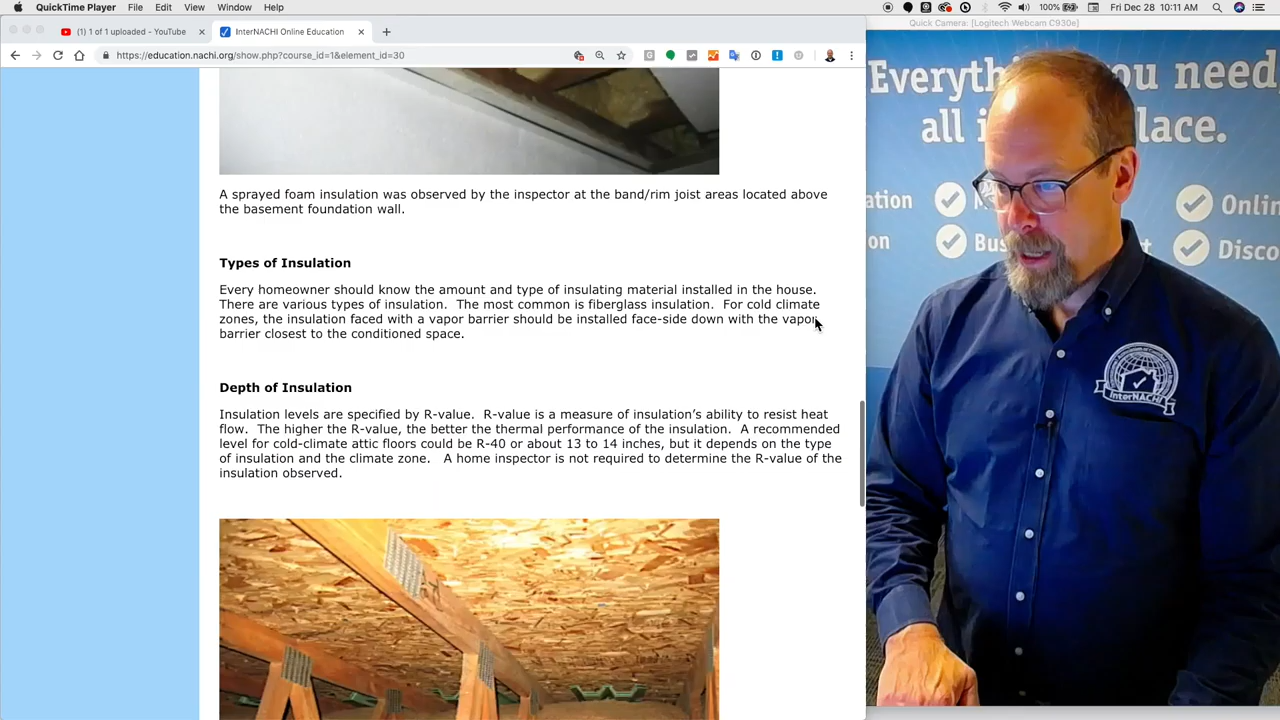 QuickTime Player File Edit View Window Help
100% Fri Dec 28 10:11 AM
Quick Camera: [Logitech Webcam C930e]
(1) 1 of 1 uploaded - YouTube
InterNACHI Online Education
https://education.nachi.org/show.php?course_id=1&element_id=30
A sprayed foam insulation was observed by the inspector at the band/rim joist areas located above
the basement foundation wall.
Types of Insulation
Every homeowner should know the amount and type of insulating material installed in the house.
There are various types of insulation. The most common is fiberglass insulation. For cold climate
zones, the insulation faced with a vapor barrier should be installed face-side down with the vapor
barrier closest to the conditioned space.
Depth of Insulation
Insulation levels are specified by R-value. R-value is a measure of insulation's ability to resist heat
flow. The higher the R-value, the better the thermal performance of the insulation. A recommended
level for cold-climate attic floors could be R-40 or about 13 to 14 inches, but it depends on the type
of insulation and the climate zone. A home inspector is not required to determine the R-value of the
insulation observed.
Everything you need,
all i lace.
ation
Onlin
on Bus t Disco
InterNACHI